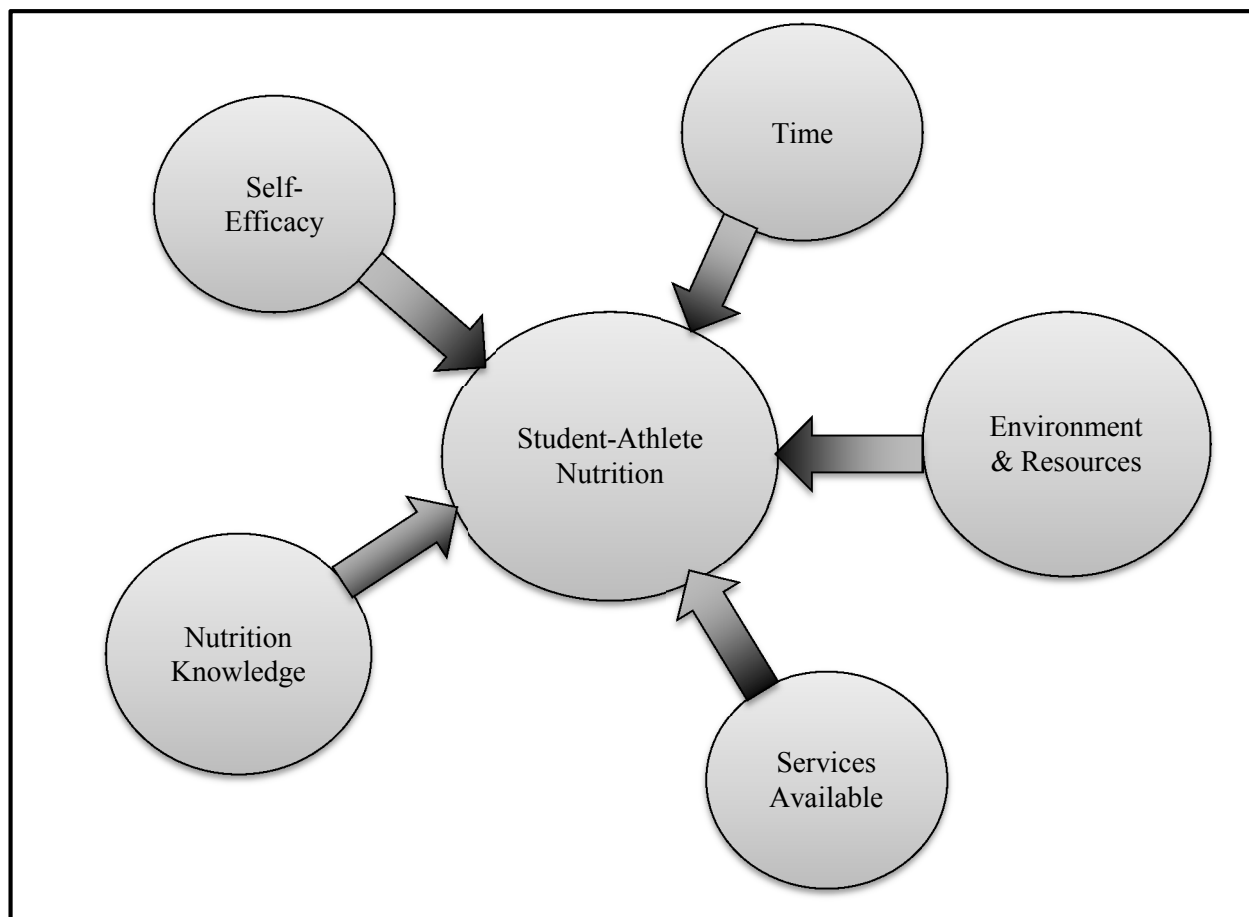 Time
Self-
Efficacy
Student-Athlete
Nutrition
Environment
& Resources
Nutrition
Knowledge
Services
Available